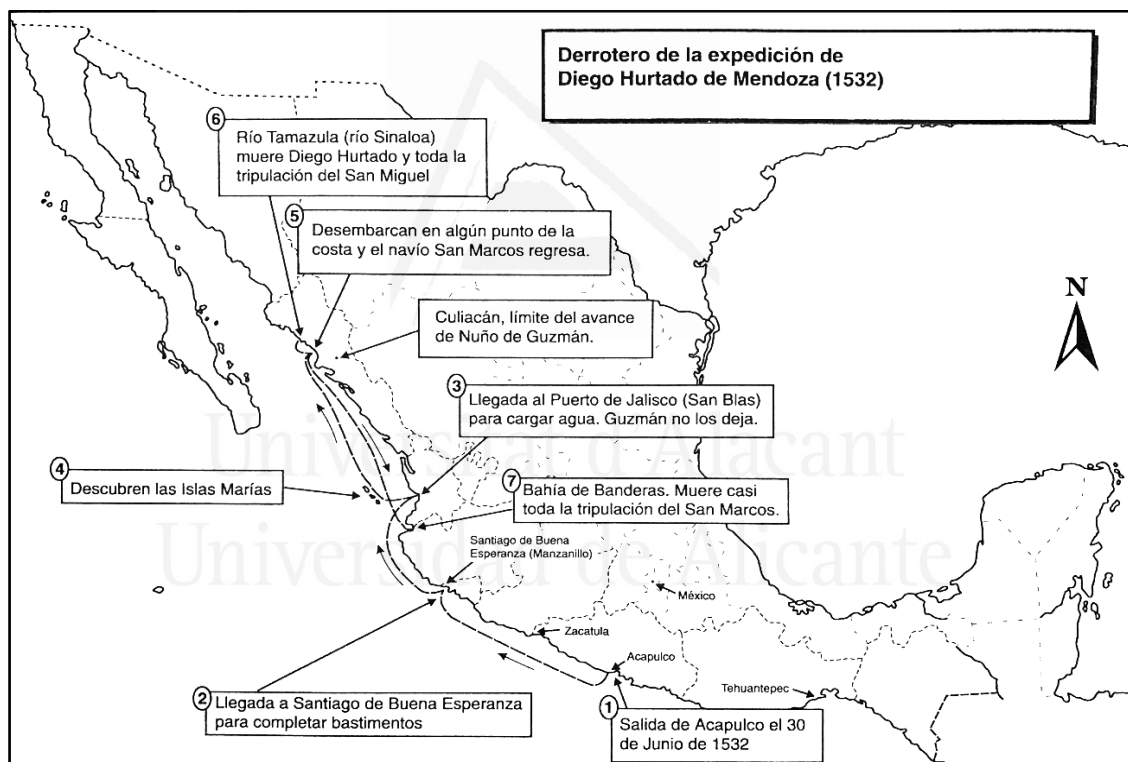 Derrotero de la expedición de
Diego Hurtado de Mendoza (1532)
6
Río Tamazula (río Sinaloa)
muere Diego Hurtado y toda la
tripulación del San Miguel
5
Desembarcan en algún punto de la
costa y el navío San Marcos regresa.
Culiacán, límite del avance
de Nuño de Guzmán.
N
3
Llegada al Puerto de Jalisco (San Blas)
para cargar agua. Guzmán no los deja.
4
Descubren las Islas Marías
7
Bahía de Banderas. Muere casi
toda la tripulación del San Marcos.
Santiago de Buena
Esperanza (Manzanillo)
México
Zacatula
Acapulco
Tehuantepec
2
Llegada a Santiago de Buena Esperanza
para completar bastimentos
1
Salida de Acapulco el 30
de Junio de 1532
Universitat d'Alacant
Universidad de Alicante